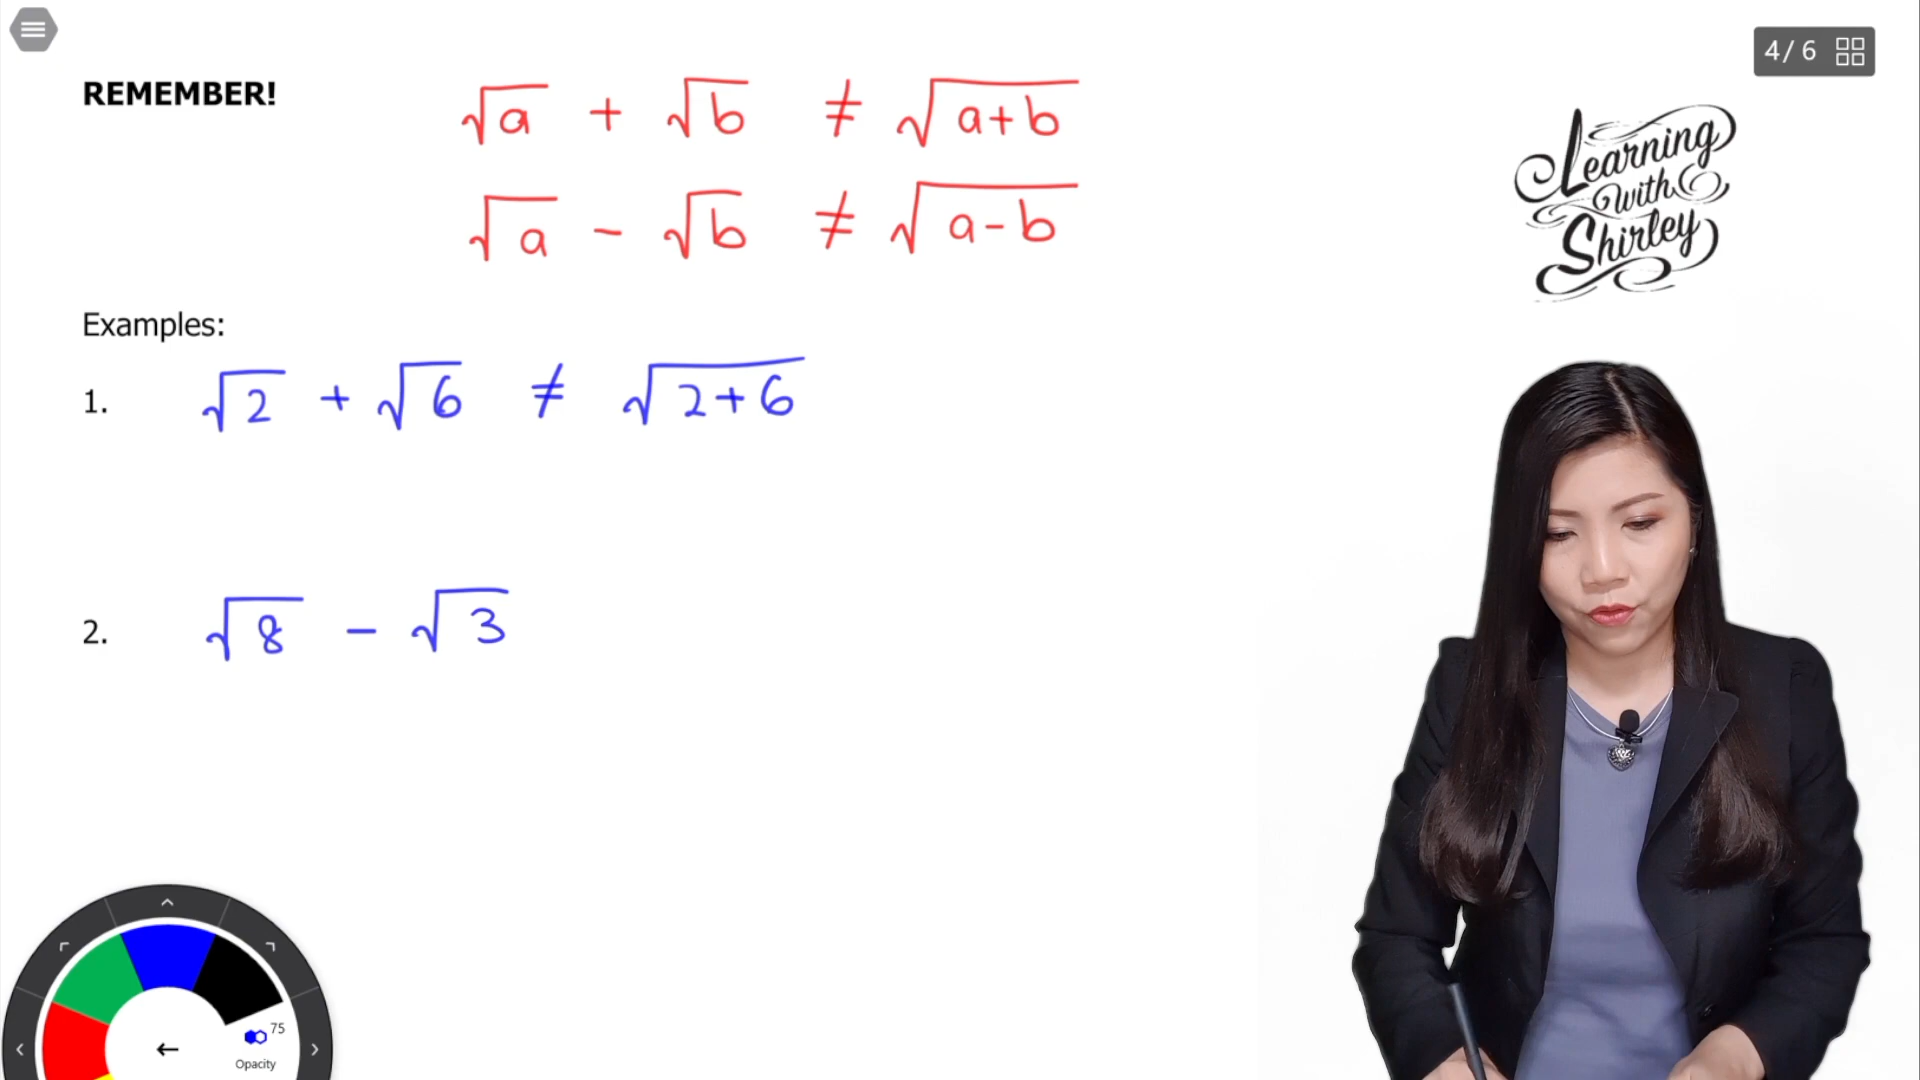 4/6
REMEMBER!
√a + √b ≠ √(a+b)
√a - √b ≠ √(a-b)
Learning
with
Shirley
Examples:
1. √2 + √6 ≠ √(2+6)
2. √8 - √3
75
Opacity